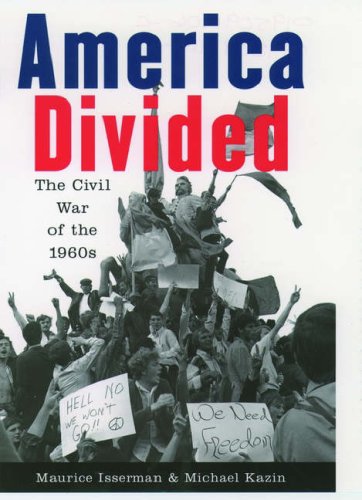 America
Divided
The Civil
War
of the
1960s
HELL NO
WE WON'T
GO!!
We Need
Freedom
Maurice Isserman & Michael Kazin